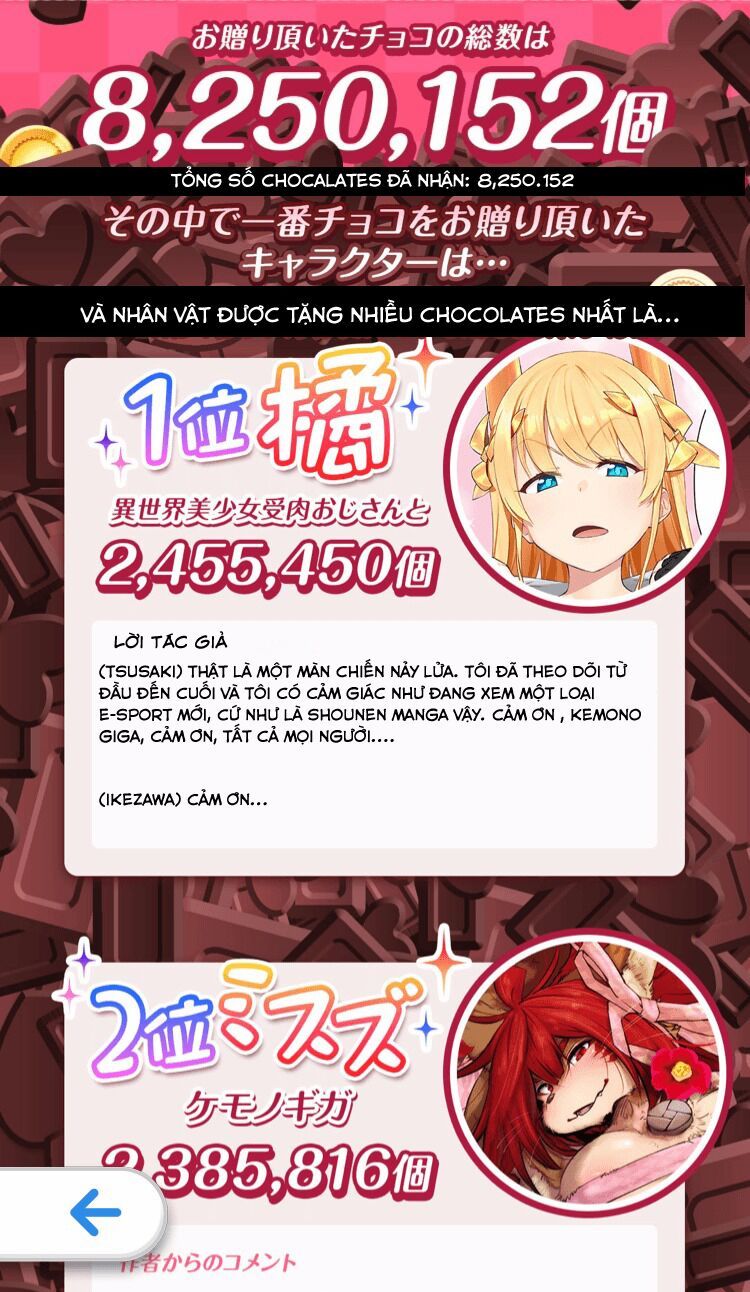 お贈り頂いたチョコの総数は
8,250,152個
TỔNG SỐ CHOCALATES ĐÃ NHẬN: 8,250.152
その中で一番チョコをお贈り頂いた
キャラクターは…
VÀ NHÂN VẬT ĐƯỢC TẶNG NHIỀU CHOCOLATES NHẤT LÀ...
1位 橘
異世界美少女受肉おじさんと
2,455,450個
LỜI TÁC GIẢ
(TSUSAKI) THẬT LÀ MỘT MÀN CHIẾN NẢY LỬA. TÔI ĐÃ THEO DÕI TỪ
ĐẦU ĐẾN CUỐI VÀ TÔI CÓ CẢM GIÁC NHƯ ĐANG XEM MỘT LOẠI
E-SPORT MỚI, CỨ NHƯ LÀ SHOUNEN MANGA VẬY. CẢM ƠN , KEMONO
GIGA, CẢM ƠN, TẤT CẢ MỌI NGƯỜI....
(IKEZAWA) CẢM ƠN...
2位 ミスズ
ケモノギガ
2,385,816個
作者からのコメント